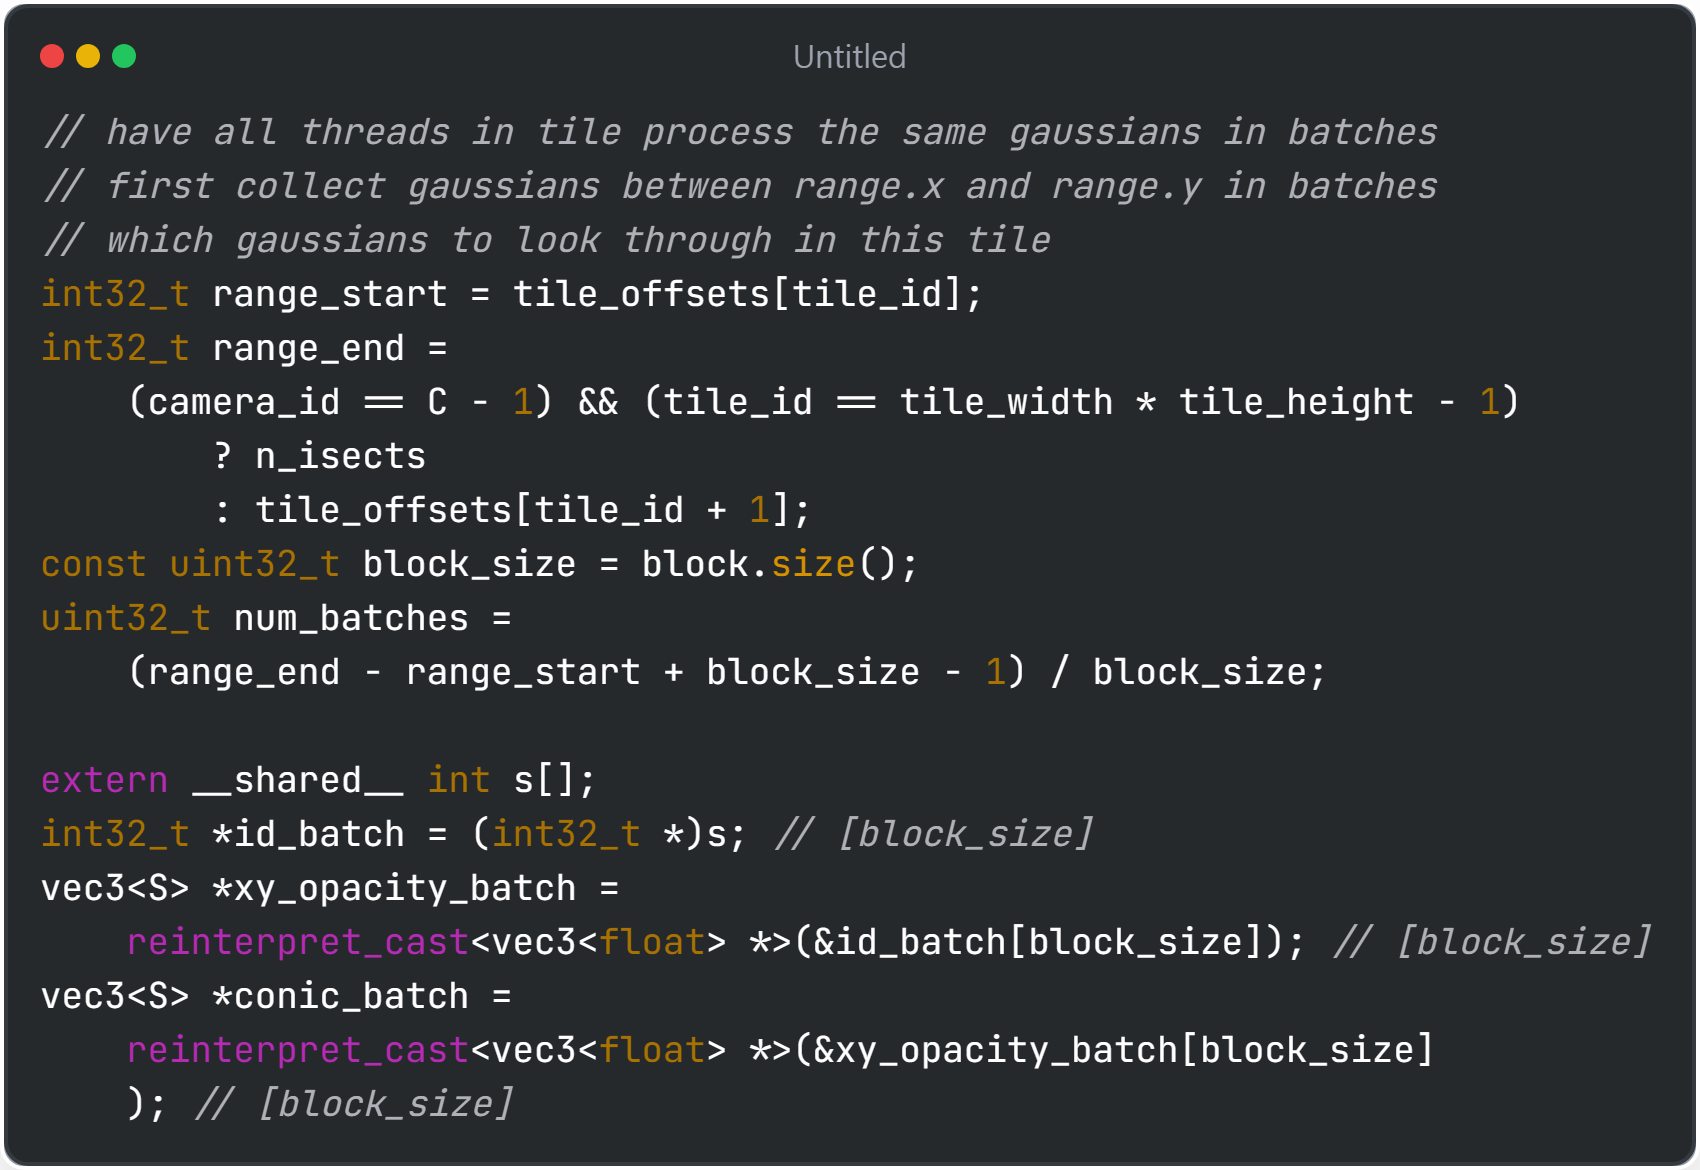 Untitled
// have all threads in tile process the same gaussians in batches
// first collect gaussians between range.x and range.y in batches
// which gaussians to look through in this tile
int32_t range_start = tile_offsets[tile_id];
int32_t range_end =
    (camera_id == C - 1) && (tile_id == tile_width * tile_height - 1)
        ? n_isects
        : tile_offsets[tile_id + 1];
const uint32_t block_size = block.size();
uint32_t num_batches =
    (range_end - range_start + block_size - 1) / block_size;

extern __shared__ int s[];
int32_t *id_batch = (int32_t *)s; // [block_size]
vec3<S> *xy_opacity_batch =
    reinterpret_cast<vec3<float> *>(&id_batch[block_size]); // [block_size]
vec3<S> *conic_batch =
    reinterpret_cast<vec3<float> *>(&xy_opacity_batch[block_size]
    ); // [block_size]